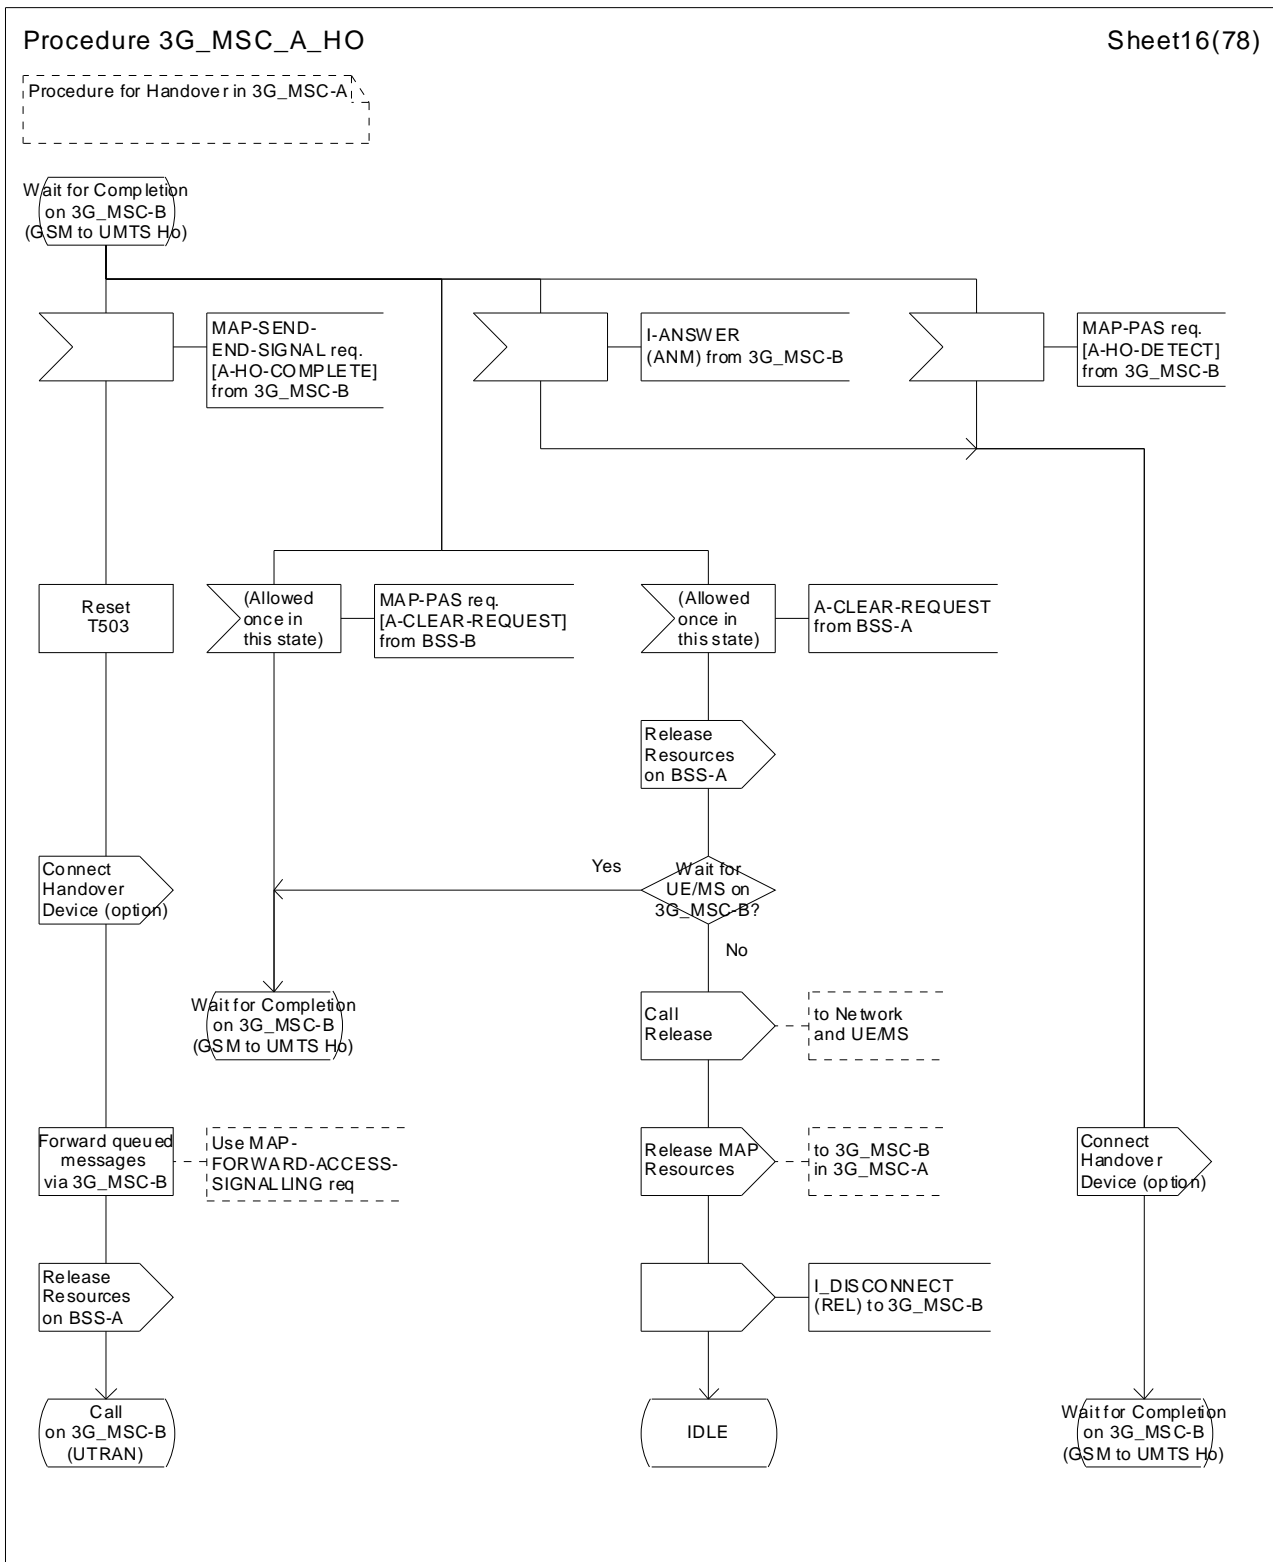 Procedure 3G_MSC_A_HO
Sheet16(78)
Procedure for Handover in 3G_MSC-A
Wait for Completion
on 3G_MSC-B
(GSM to UMTS Ho)
MAP-SEND-
END-SIGNAL req.
[A-HO-COMPLETE]
from 3G_MSC-B
I-ANSWER
(ANM) from 3G_MSC-B
MAP-PAS req.
[A-HO-DETECT]
from 3G_MSC-B
Reset
T503
(Allowed
once in
this state)
MAP-PAS req.
[A-CLEAR-REQUEST]
from BSS-B
(Allowed
once in
this state)
A-CLEAR-REQUEST
from BSS-A
Release
Resources
on BSS-A
Connect
Handover
Device (option)
Yes
Wait for
UE/MS on
3G_MSC-B?
No
Wait for Completion
on 3G_MSC-B
(GSM to UMTS Ho)
Call
Release
to Network
and UE/MS
Forward queued
messages
via 3G_MSC-B
Use MAP-
FORWARD-ACCESS-
SIGNALLING req
Release MAP
Resources
to 3G_MSC-B
in 3G_MSC-A
Connect
Handover
Device (option)
Release
Resources
on BSS-A
I_DISCONNECT
(REL) to 3G_MSC-B
Call
on 3G_MSC-B
(UTRAN)
IDLE
Wait for Completion
on 3G_MSC-B
(GSM to UMTS Ho)